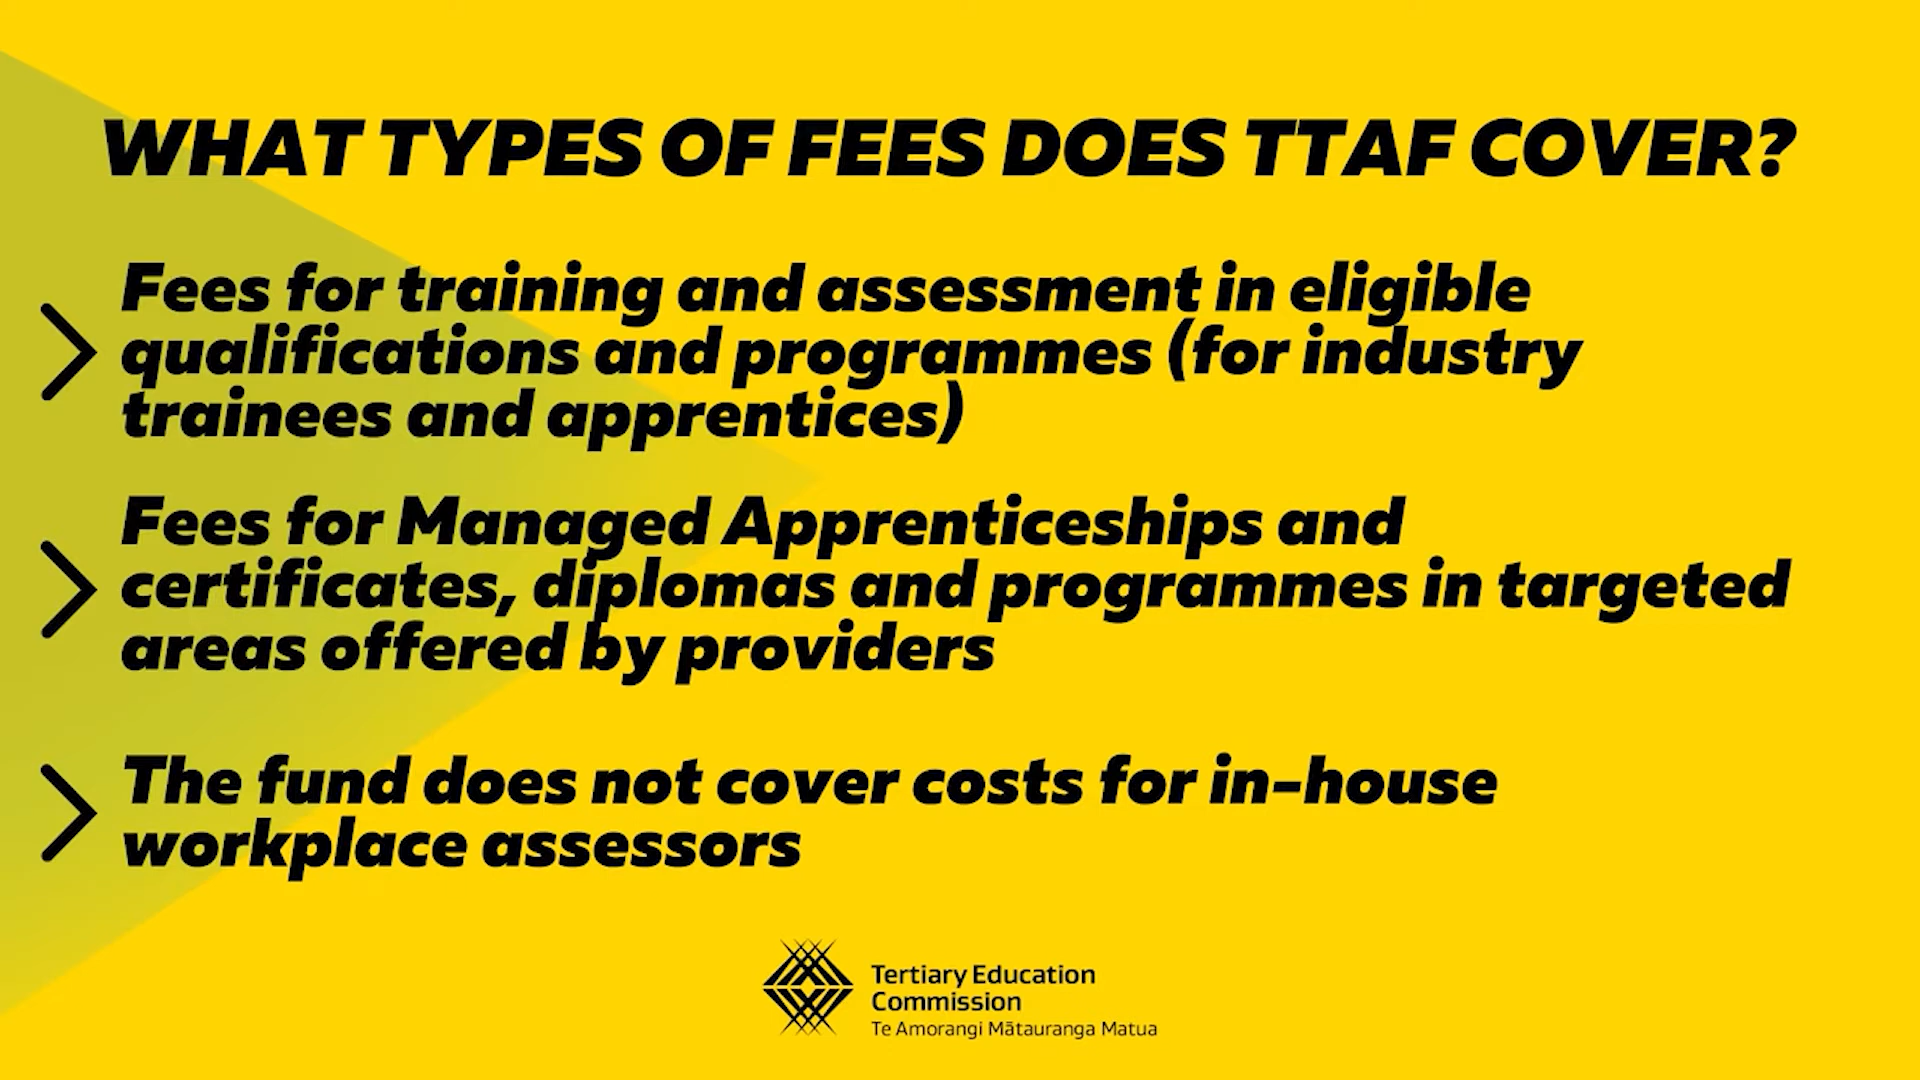 WHAT TYPES OF FEES DOES TTAF COVER?
Fees for training and assessment in eligible
qualifications and programmes (for industry
trainees and apprentices)
Fees for Managed Apprenticeships and
certificates, diplomas and programmes in targeted
areas offered by providers
The fund does not cover costs for in-house
workplace assessors
Tertiary Education
Commission
Te Amorangi Mātauranga Matua